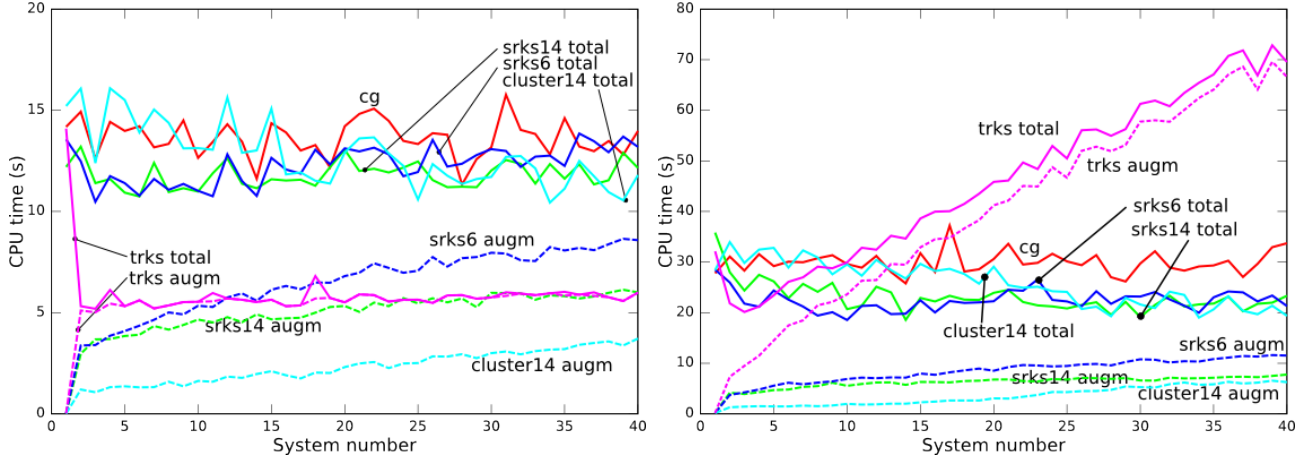 20
15
10
5
0
CPU time (s)
srks14 total
srks6 total
cluster14 total
cg
trks total
trks augm
srks6 augm
srks14 augm
cluster14 augm
0 5 10 15 20 25 30 35 40
System number
80
70
60
50
40
30
20
10
0
CPU time (s)
trks total
trks augm
srks6 total
srks14 total
cg
cluster14 total
srks6 augm
srks14 augm
cluster14 augm
0 5 10 15 20 25 30 35 40
System number